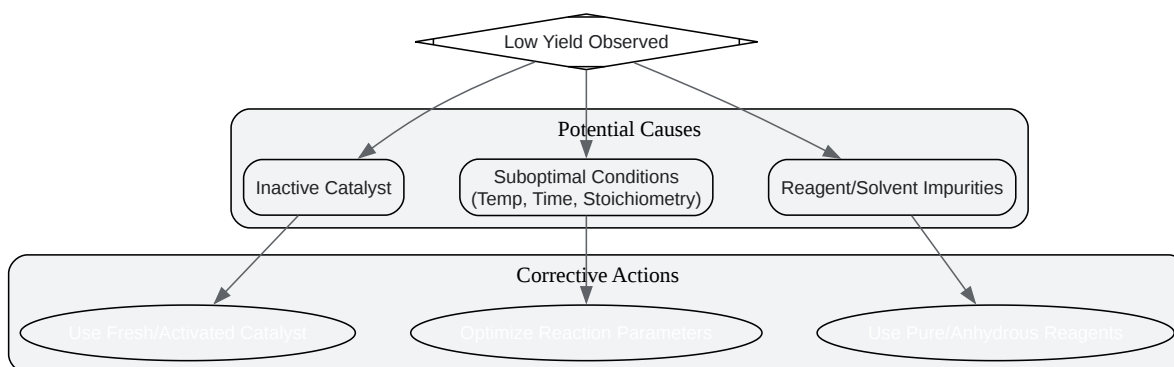 Low Yield Observed
Potential Causes
Inactive Catalyst
Suboptimal Conditions
(Temp, Time, Stoichiometry)
Reagent/Solvent Impurities
Corrective Actions
Use Fresh/Activated Catalyst
Optimize Reaction Parameters
Use Pure/Anhydrous Reagents